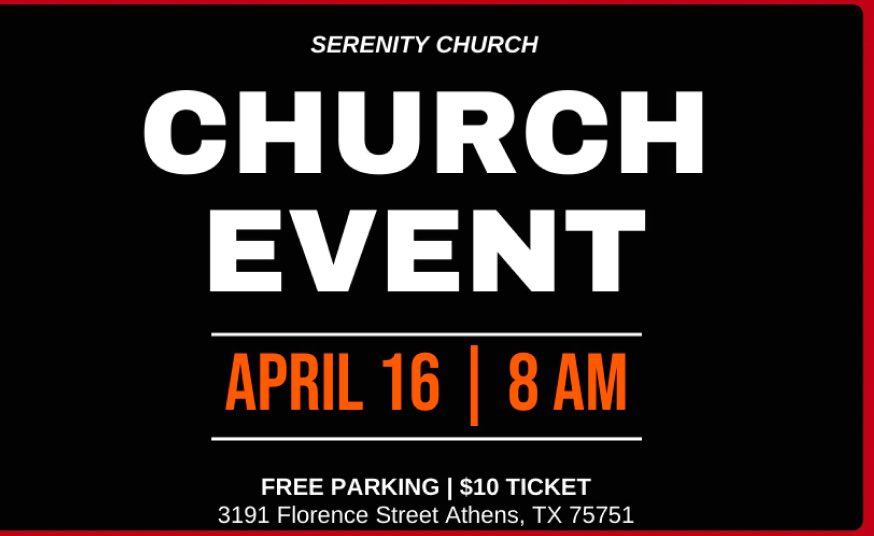 SERENITY CHURCH
CHURCH
EVENT
APRIL 16 | 8 AM
FREE PARKING | $10 TICKET
3191 Florence Street Athens, TX 75751